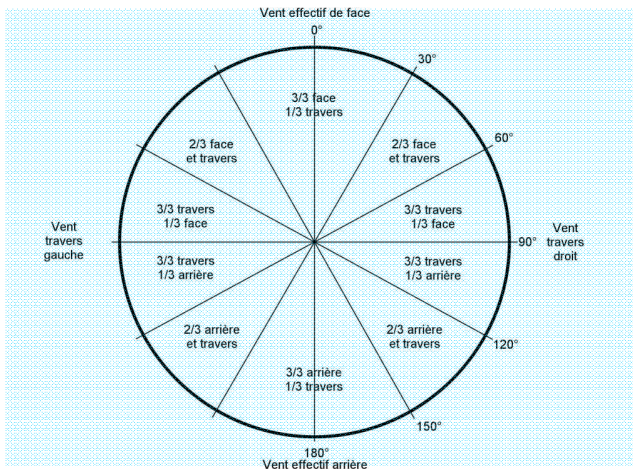 Vent effectif de face
0°
30°
3/3 face
1/3 travers
2/3 face
et travers
2/3 face
et travers
60°
3/3 travers
1/3 face
3/3 travers
1/3 face
Vent
travers
gauche
90°
Vent
travers
droit
3/3 travers
1/3 arrière
3/3 travers
1/3 arrière
2/3 arrière
et travers
2/3 arrière
et travers
120°
3/3 arrière
1/3 travers
150°
180°
Vent effectif arrière